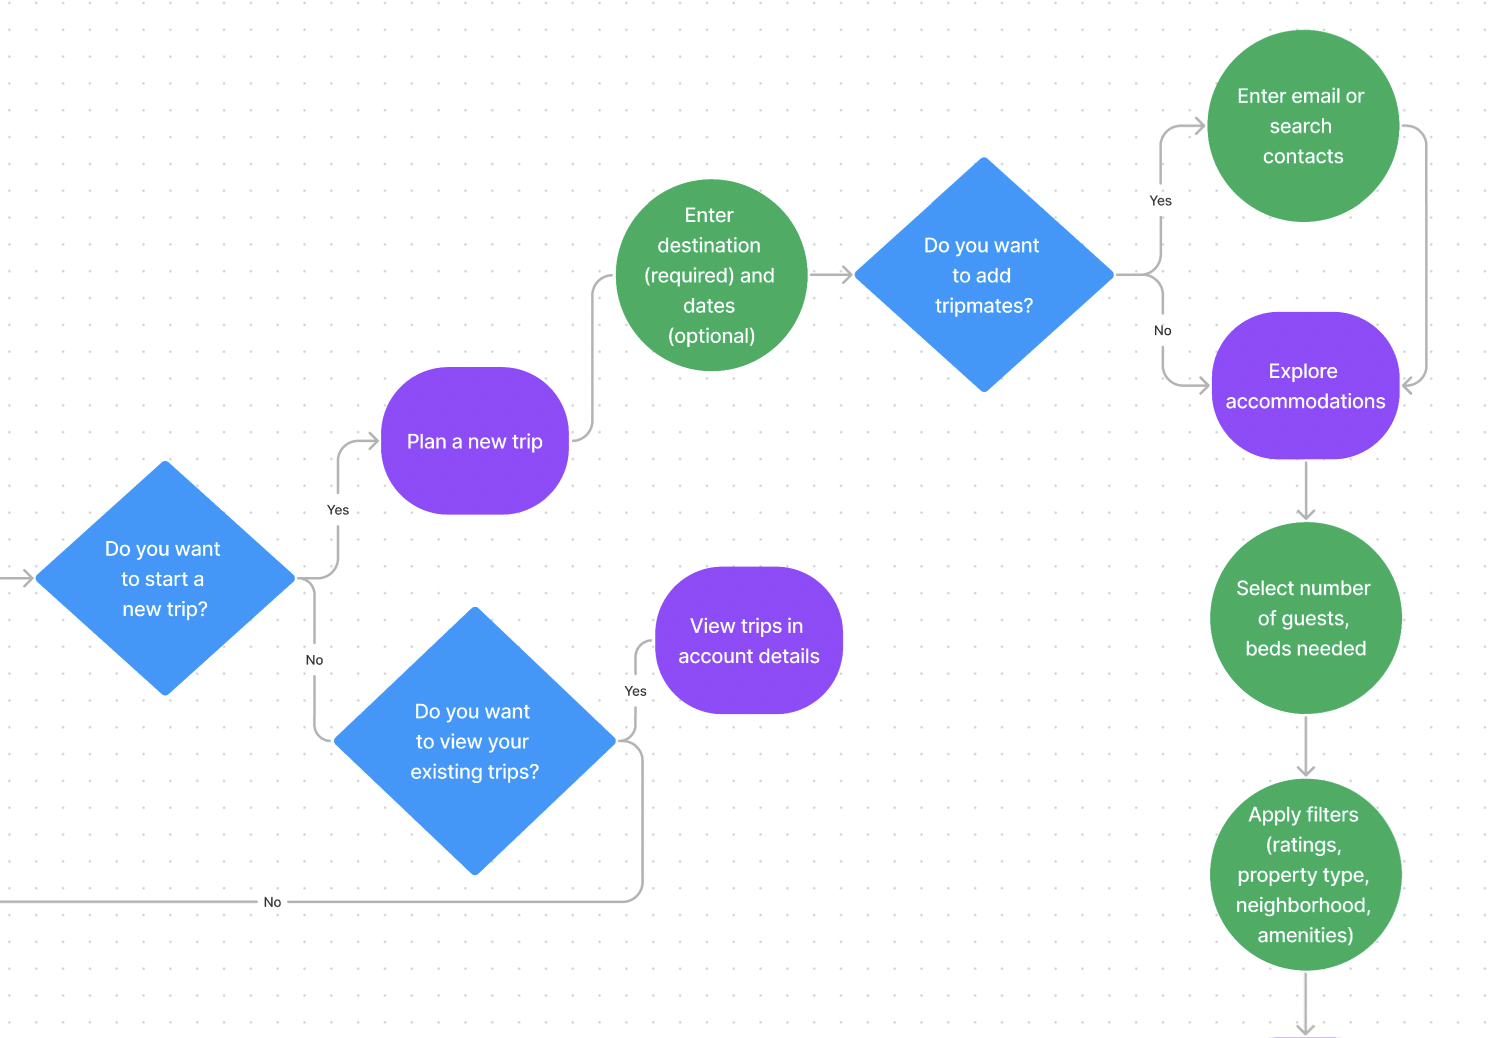 Enter email or
search
contacts
Yes
Enter
destination
(required) and
dates
(optional)
Do you want
to add
tripmates?
No
Explore
accommodations
Plan a new trip
Yes
Do you want
to start a
new trip?
No
View trips in
account details
Yes
Do you want
to view your
existing trips?
No
Select number
of guests,
beds needed
Apply filters
(ratings,
property type,
neighborhood,
amenities)